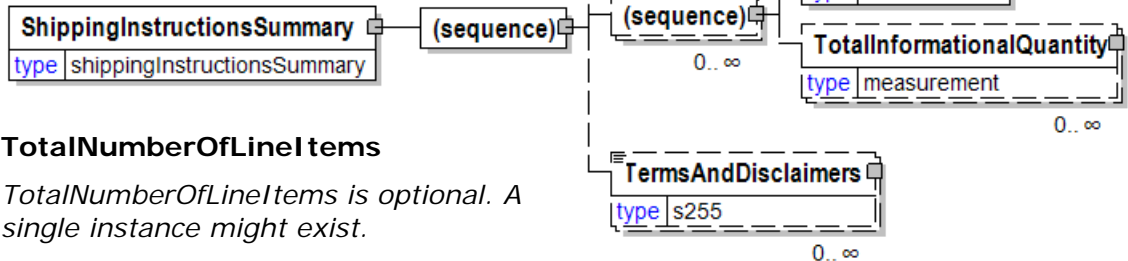 ShippingInstructionsSummary
type shippingInstructionsSummary
(sequence)
(sequence)
0.. ∞
TotalInformationalQuantity
type measurement
0.. ∞
TermsAndDisclaimers
type s255
0.. ∞
TotalNumberOfLineItems
TotalNumberOfLineItems is optional. A
single instance might exist.